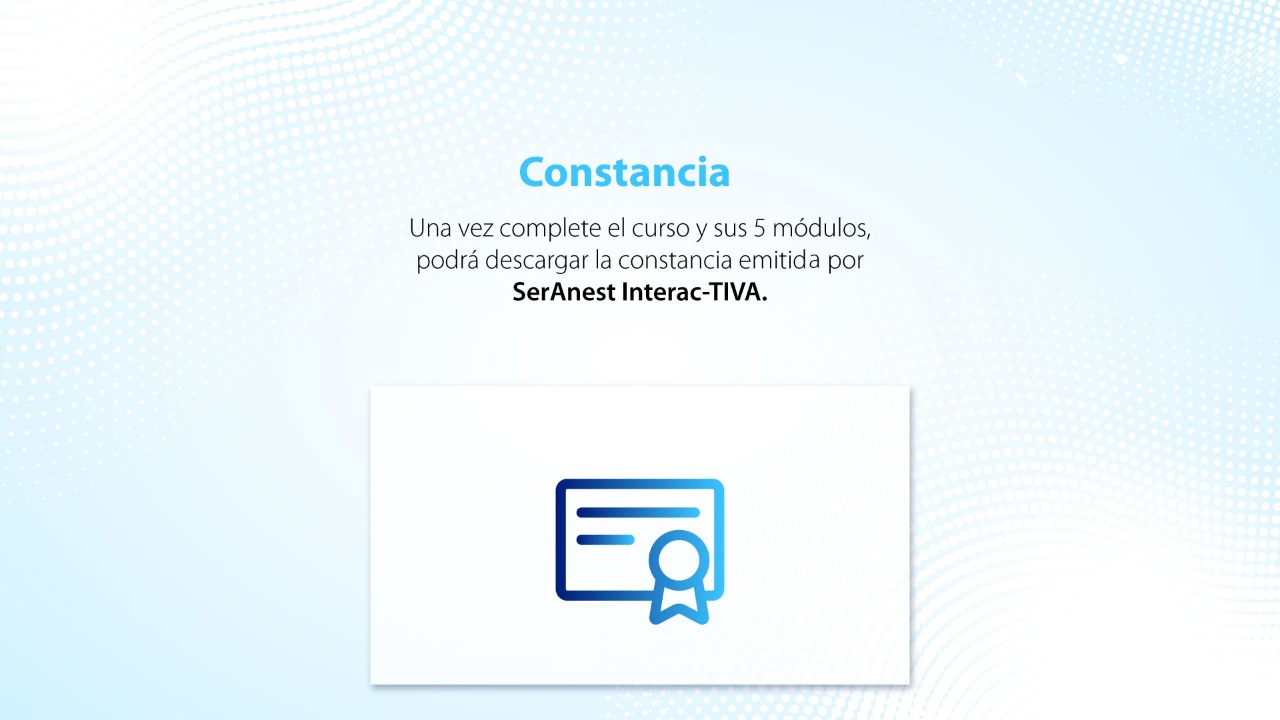 Constancia
Una vez complete el curso y sus 5 módulos,
podrá descargar la constancia emitida por
SerAnest Interac-TIVA.